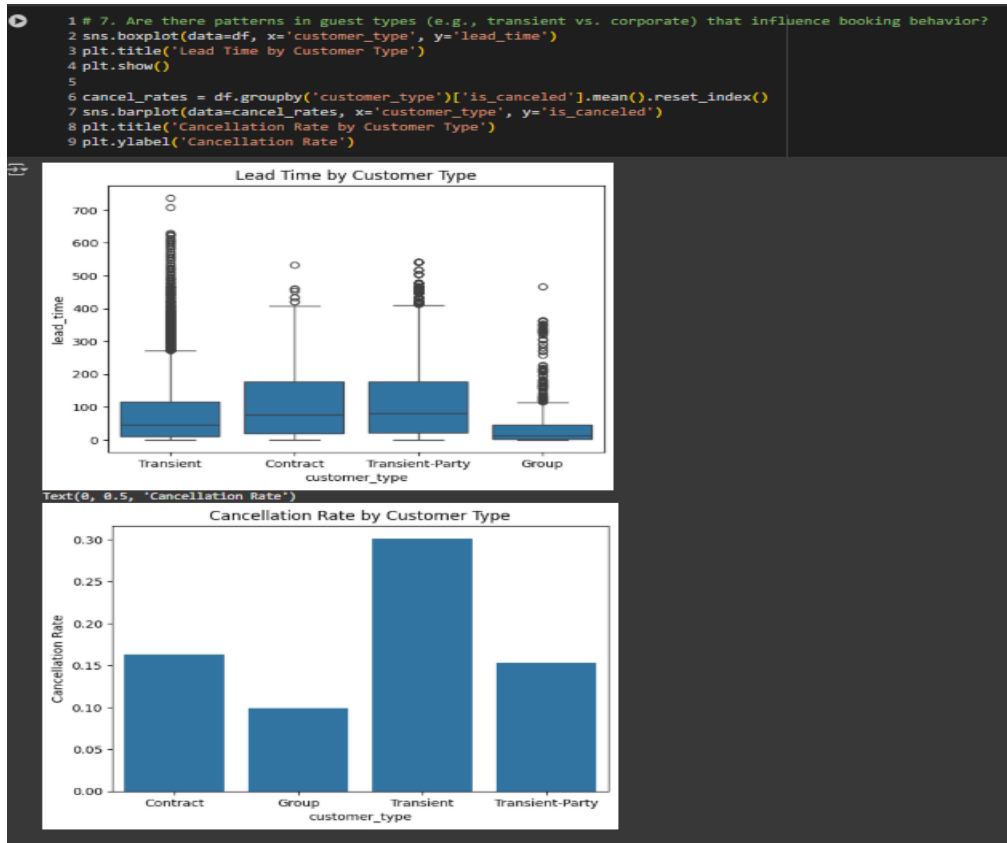 1 # 7. Are there patterns in guest types (e.g., transient vs. corporate) that influence booking behavior?
2 sns.boxplot(data=df, x='customer_type', y='lead_time')
3 plt.title('Lead Time by Customer Type')
4 plt.show()
5
6 cancel_rates = df.groupby('customer_type')['is_canceled'].mean().reset_index()
7 sns.barplot(data=cancel_rates, x='customer_type', y='is_canceled')
8 plt.title('Cancellation Rate by Customer Type')
9 plt.ylabel('Cancellation Rate')
Lead Time by Customer Type
700
600
500
400
300
200
100
0
lead_time
Transient Contract Transient-Party Group
customer_type
Text(0, 0.5, 'Cancellation Rate')
Cancellation Rate by Customer Type
0.30
0.25
0.20
0.15
0.10
0.05
0.00
Cancellation Rate
Contract Group Transient Transient-Party
customer_type